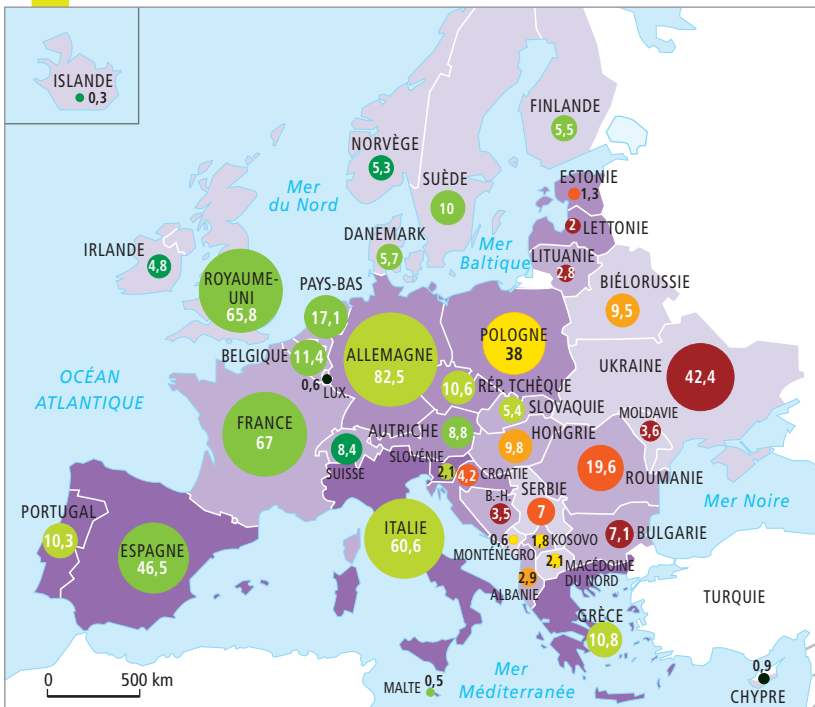 ISLANDE
0,3
FINLANDE
5,5
NORVÈGE
5,3
SUÈDE
10
Mer
du Nord
ESTONIE
1,3
2
LETTONIE
DANEMARK
5,7
Mer
Baltique
LITUANIE
2,8
IRLANDE
4,8
ROYAUME-
UNI
65,8
PAYS-BAS
17,1
BIÉLORUSSIE
9,5
POLOGNE
38
BELGIQUE
11,4
ALLEMAGNE
82,5
UKRAINE
42,4
0,6
LUX.
10,6
RÉP. TCHÈQUE
OCÉAN
ATLANTIQUE
5,4
SLOVAQUIE
MOLDAVIE
3,6
FRANCE
67
AUTRICHE
8,8
HONGRIE
9,8
8,4
SUISSE
SLOVÉNIE
2,1
4,2
CROATIE
19,6
ROUMANIE
B.-H.
3,5
SERBIE
7
Mer Noire
PORTUGAL
10,3
ESPAGNE
46,5
ITALIE
60,6
7,1
BULGARIE
0,6
MONTÉNÉGRO
1,8
KOSOVO
2,1
MACÉDOINE
DU NORD
2,9
ALBANIE
TURQUIE
GRÈCE
10,8
0
500 km
MALTE
0,5
Mer
Méditerranée
0,9
CHYPRE